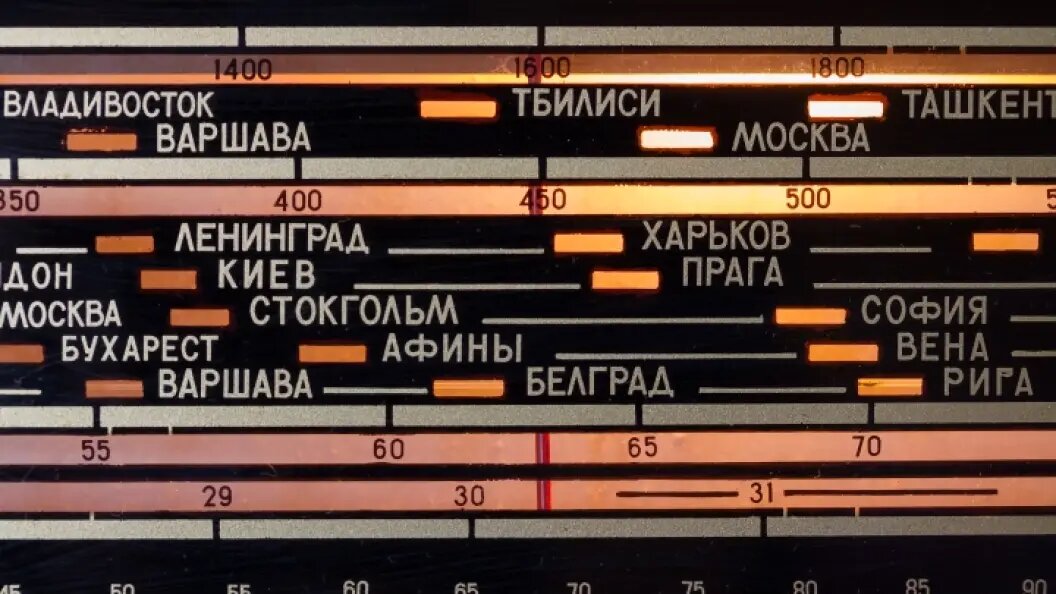 1400 1600 1800
ВЛАДИВОСТОК ТБИЛИСИ ТАШКЕНТ
ВАРШАВА МОСКВА
350 400 450 500
ЛЕНИНГРАД ХАРЬКОВ
КИЕВ ПРАГА
МОСКВА СТОКГОЛЬМ СОФИЯ
БУХАРЕСТ АФИНЫ ВЕНА
ВАРШАВА БЕЛГРАД РИГА
55 60 65 70
29 30 31
45 50 55 60 65 70 75 80 85 90